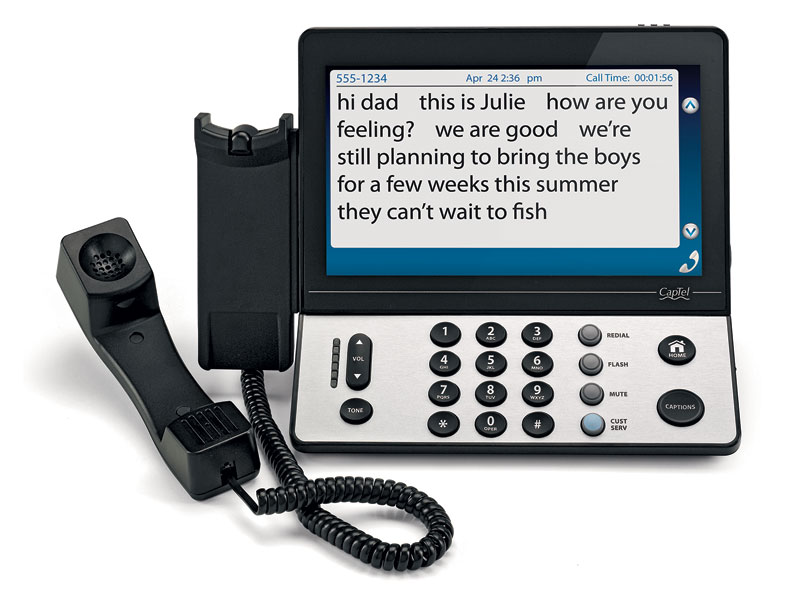 555-1234 Apr 24 2:36 pm Call Time: 00:01:56
hi dad this is Julie how are you
feeling? we are good we're
still planning to bring the boys
for a few weeks this summer
they can't wait to fish
CapTel
VOL
TONE
1 2 ABC 3 DEF REDIAL
4 GHI 5 JKL 6 MNO FLASH
7 PQRS 8 TUV 9 WXYZ MUTE
* 0 OPER # CUST SERV
HOME
CAPTIONS